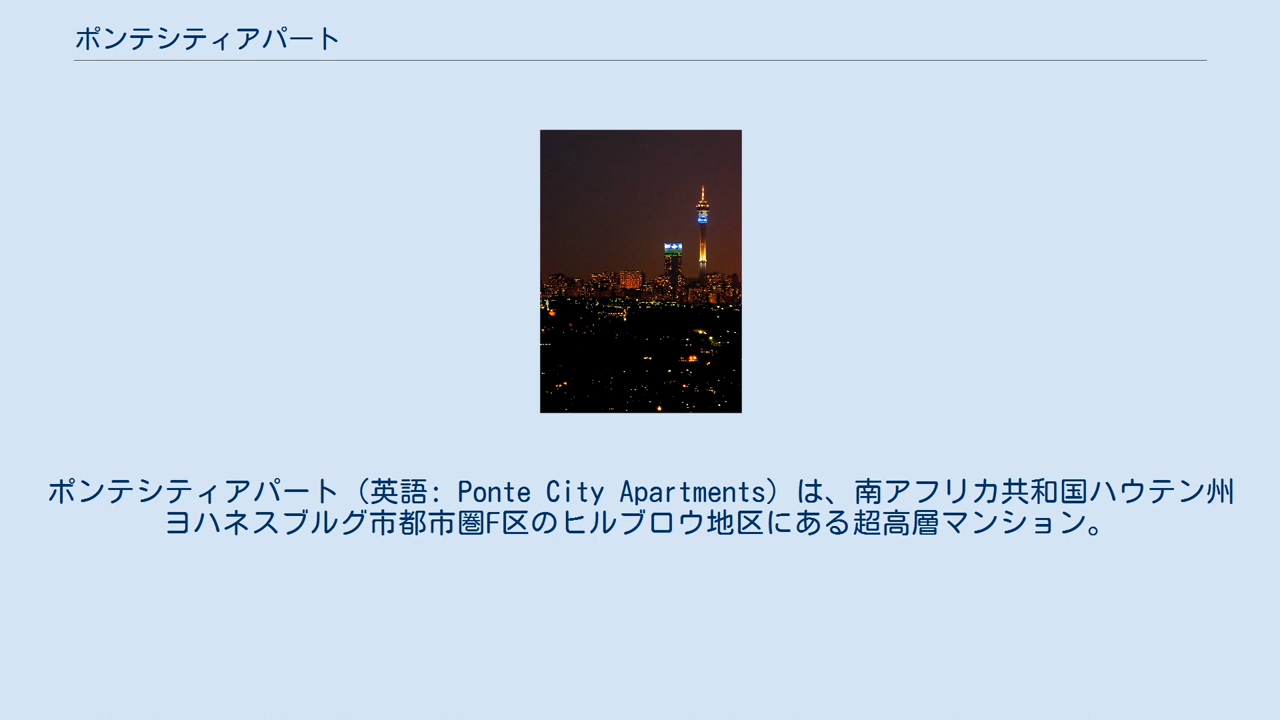 ポンテシティアパート
ポンテシティアパート（英語: Ponte City Apartments）は、南アフリカ共和国ハウテン州
ヨハネスブルグ市都市圏F区のヒルブロウ地区にある超高層マンション。